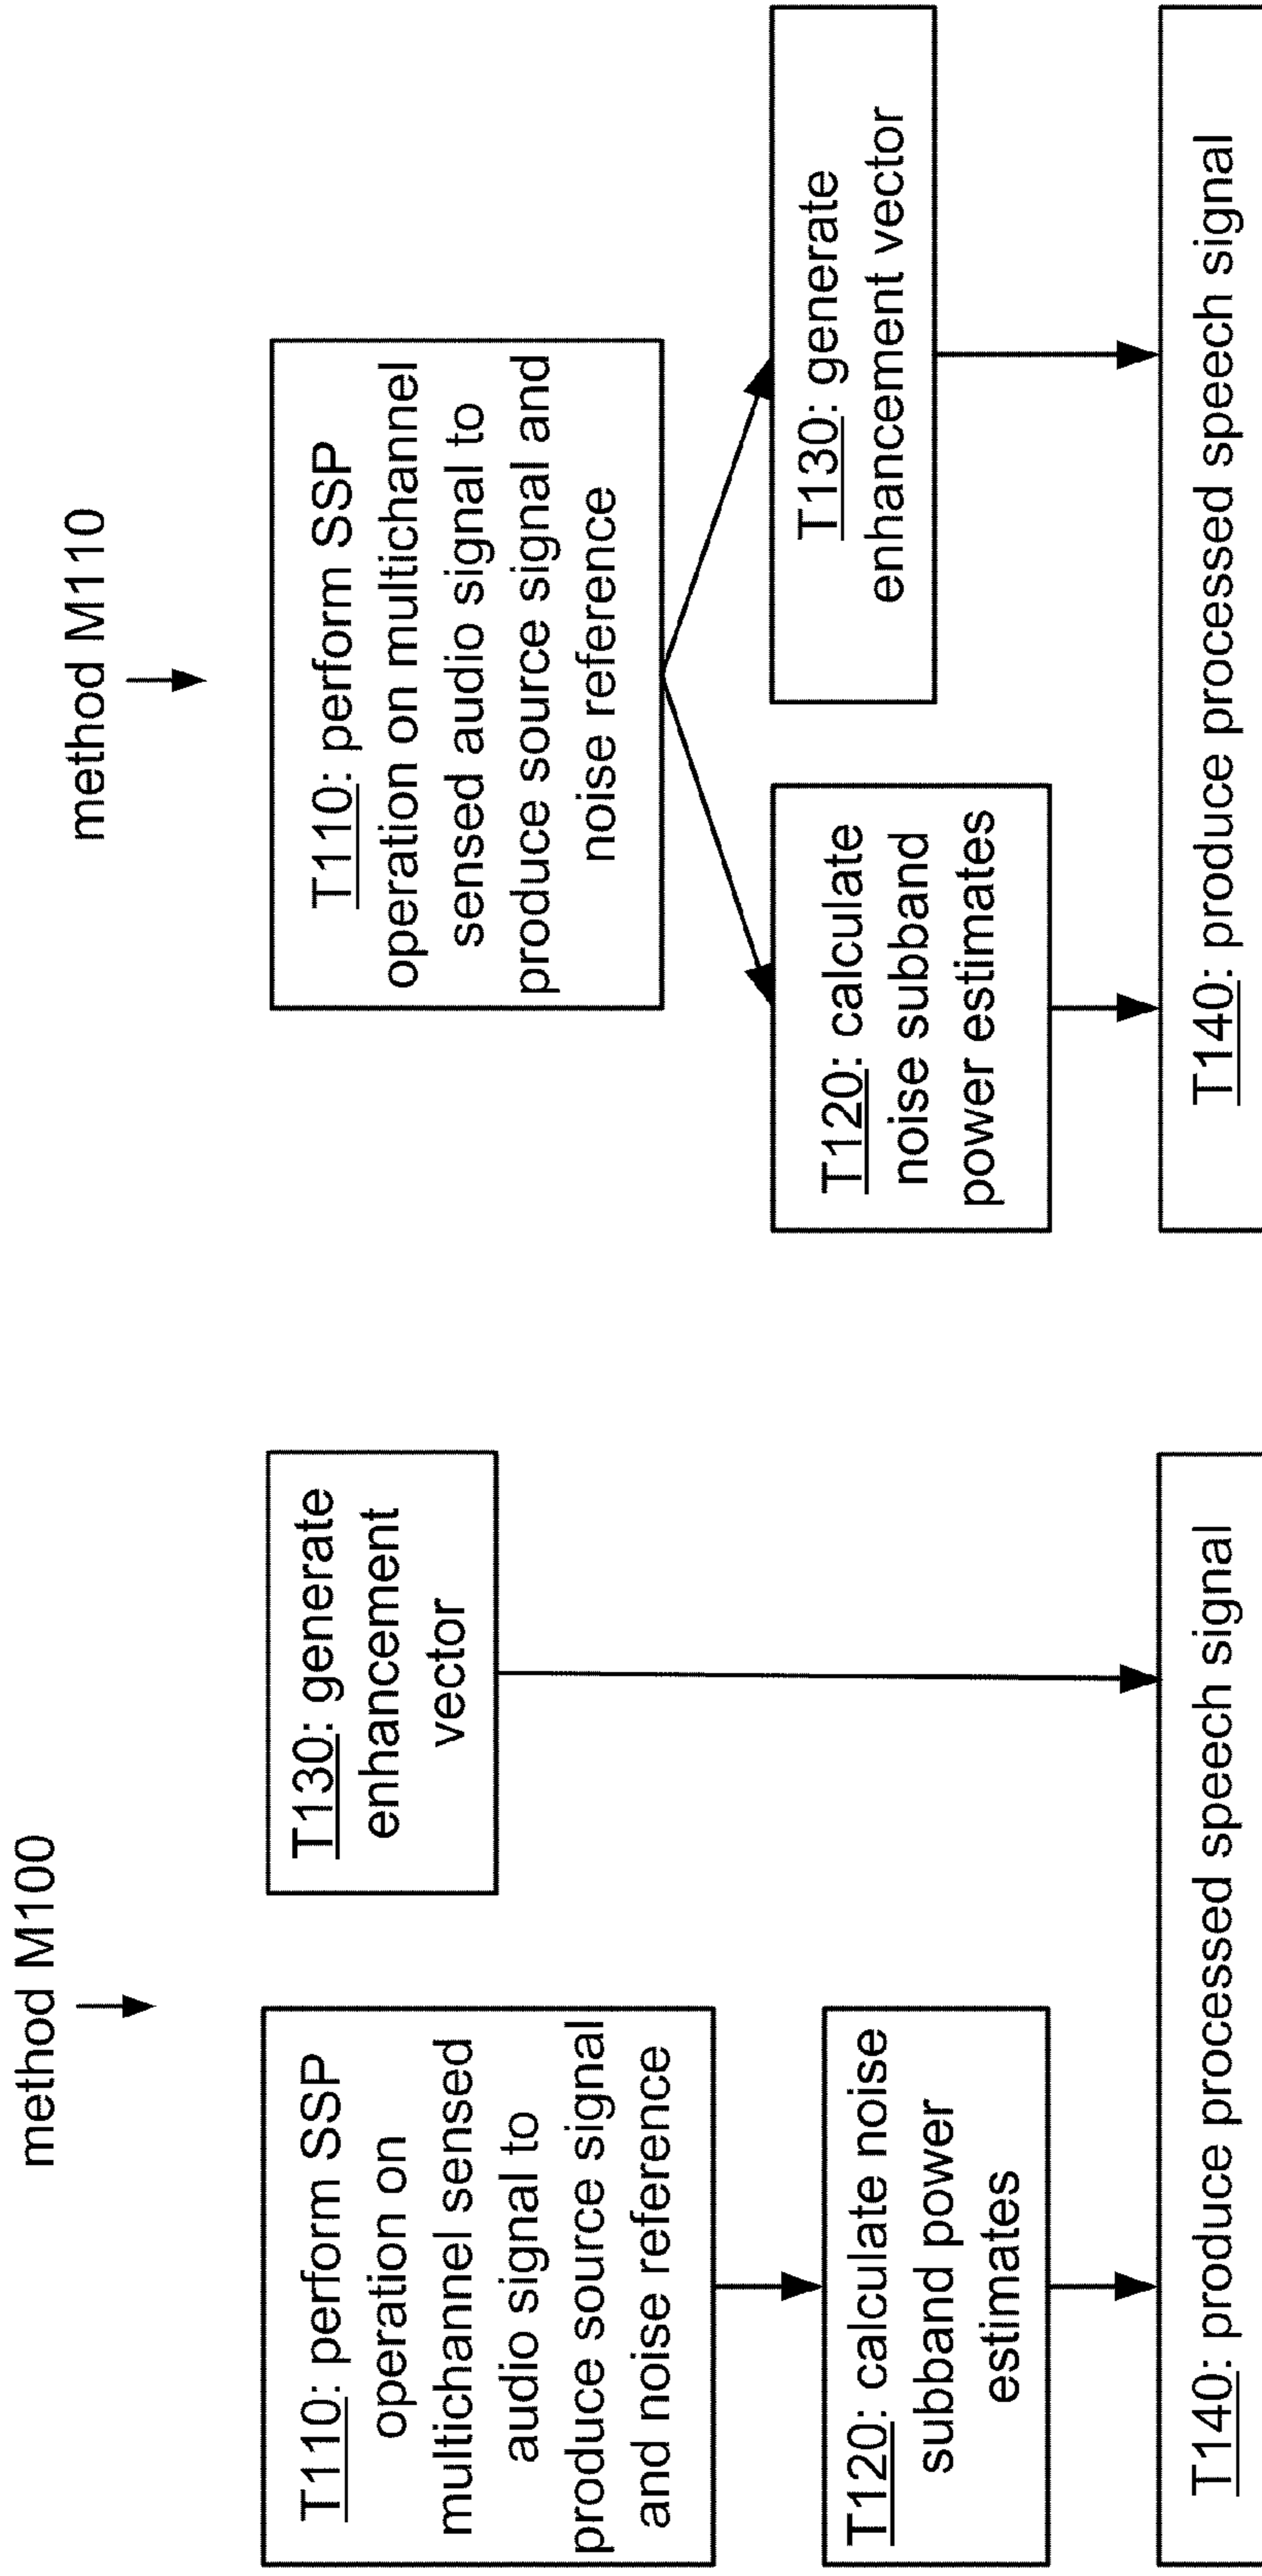 method M100
T110: perform SSP
operation on
multichannel sensed
audio signal to
produce source signal
and noise reference
T130: generate
enhancement
vector
T120: calculate noise
subband power
estimates
T140: produce processed speech signal
method M110
T110: perform SSP
operation on multichannel
sensed audio signal to
produce source signal and
noise reference
T120: calculate
noise subband
power estimates
T130: generate
enhancement vector
T140: produce processed speech signal